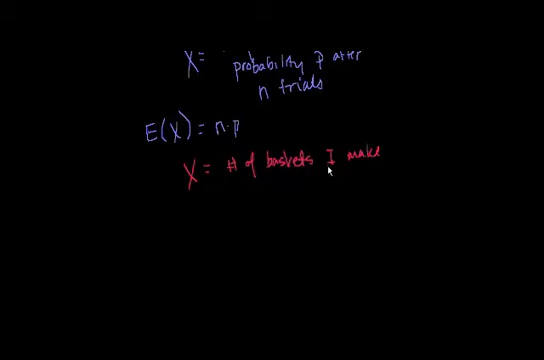 X = probability P after
n trials
E(X) = n·p
X = # of baskets I make